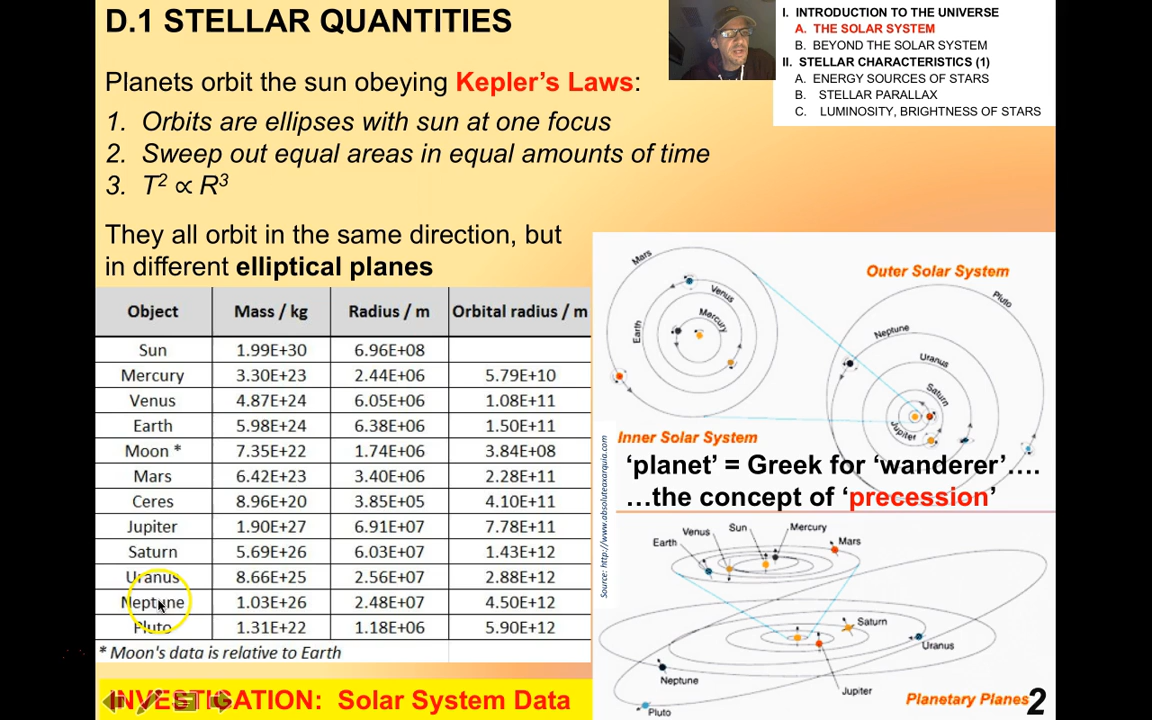 D.1 STELLAR QUANTITIES
I. INTRODUCTION TO THE UNIVERSE
A. THE SOLAR SYSTEM
B. BEYOND THE SOLAR SYSTEM
II. STELLAR CHARACTERISTICS (1)
A. ENERGY SOURCES OF STARS
B. STELLAR PARALLAX
C. LUMINOSITY, BRIGHTNESS OF STARS
Planets orbit the sun obeying Kepler's Laws:
1. Orbits are ellipses with sun at one focus
2. Sweep out equal areas in equal amounts of time
3. T² ∝ R³
They all orbit in the same direction, but
in different elliptical planes
Object Mass / kg Radius / m Orbital radius / m
Sun 1.99E+30 6.96E+08
Mercury 3.30E+23 2.44E+06 5.79E+10
Venus 4.87E+24 6.05E+06 1.08E+11
Earth 5.98E+24 6.38E+06 1.50E+11
Moon * 7.35E+22 1.74E+06 3.84E+08
Mars 6.42E+23 3.40E+06 2.28E+11
Ceres 8.96E+20 3.85E+05 4.10E+11
Jupiter 1.90E+27 6.91E+07 7.78E+11
Saturn 5.69E+26 6.03E+07 1.43E+12
Uranus 8.66E+25 2.56E+07 2.88E+12
Neptune 1.03E+26 2.48E+07 4.50E+12
Pluto 1.31E+22 1.18E+06 5.90E+12
* Moon's data is relative to Earth
INVESTIGATION: Solar System Data
Mars
Venus
Mercury
Earth
Inner Solar System
Outer Solar System
Pluto
Neptune
Uranus
Saturn
Jupiter
'planet' = Greek for 'wanderer'....
...the concept of 'precession'
Source: http://www.absoluteaxarquia.com
Earth
Venus
Sun
Mercury
Mars
Saturn
Uranus
Neptune
Jupiter
Pluto
Planetary Planes
2